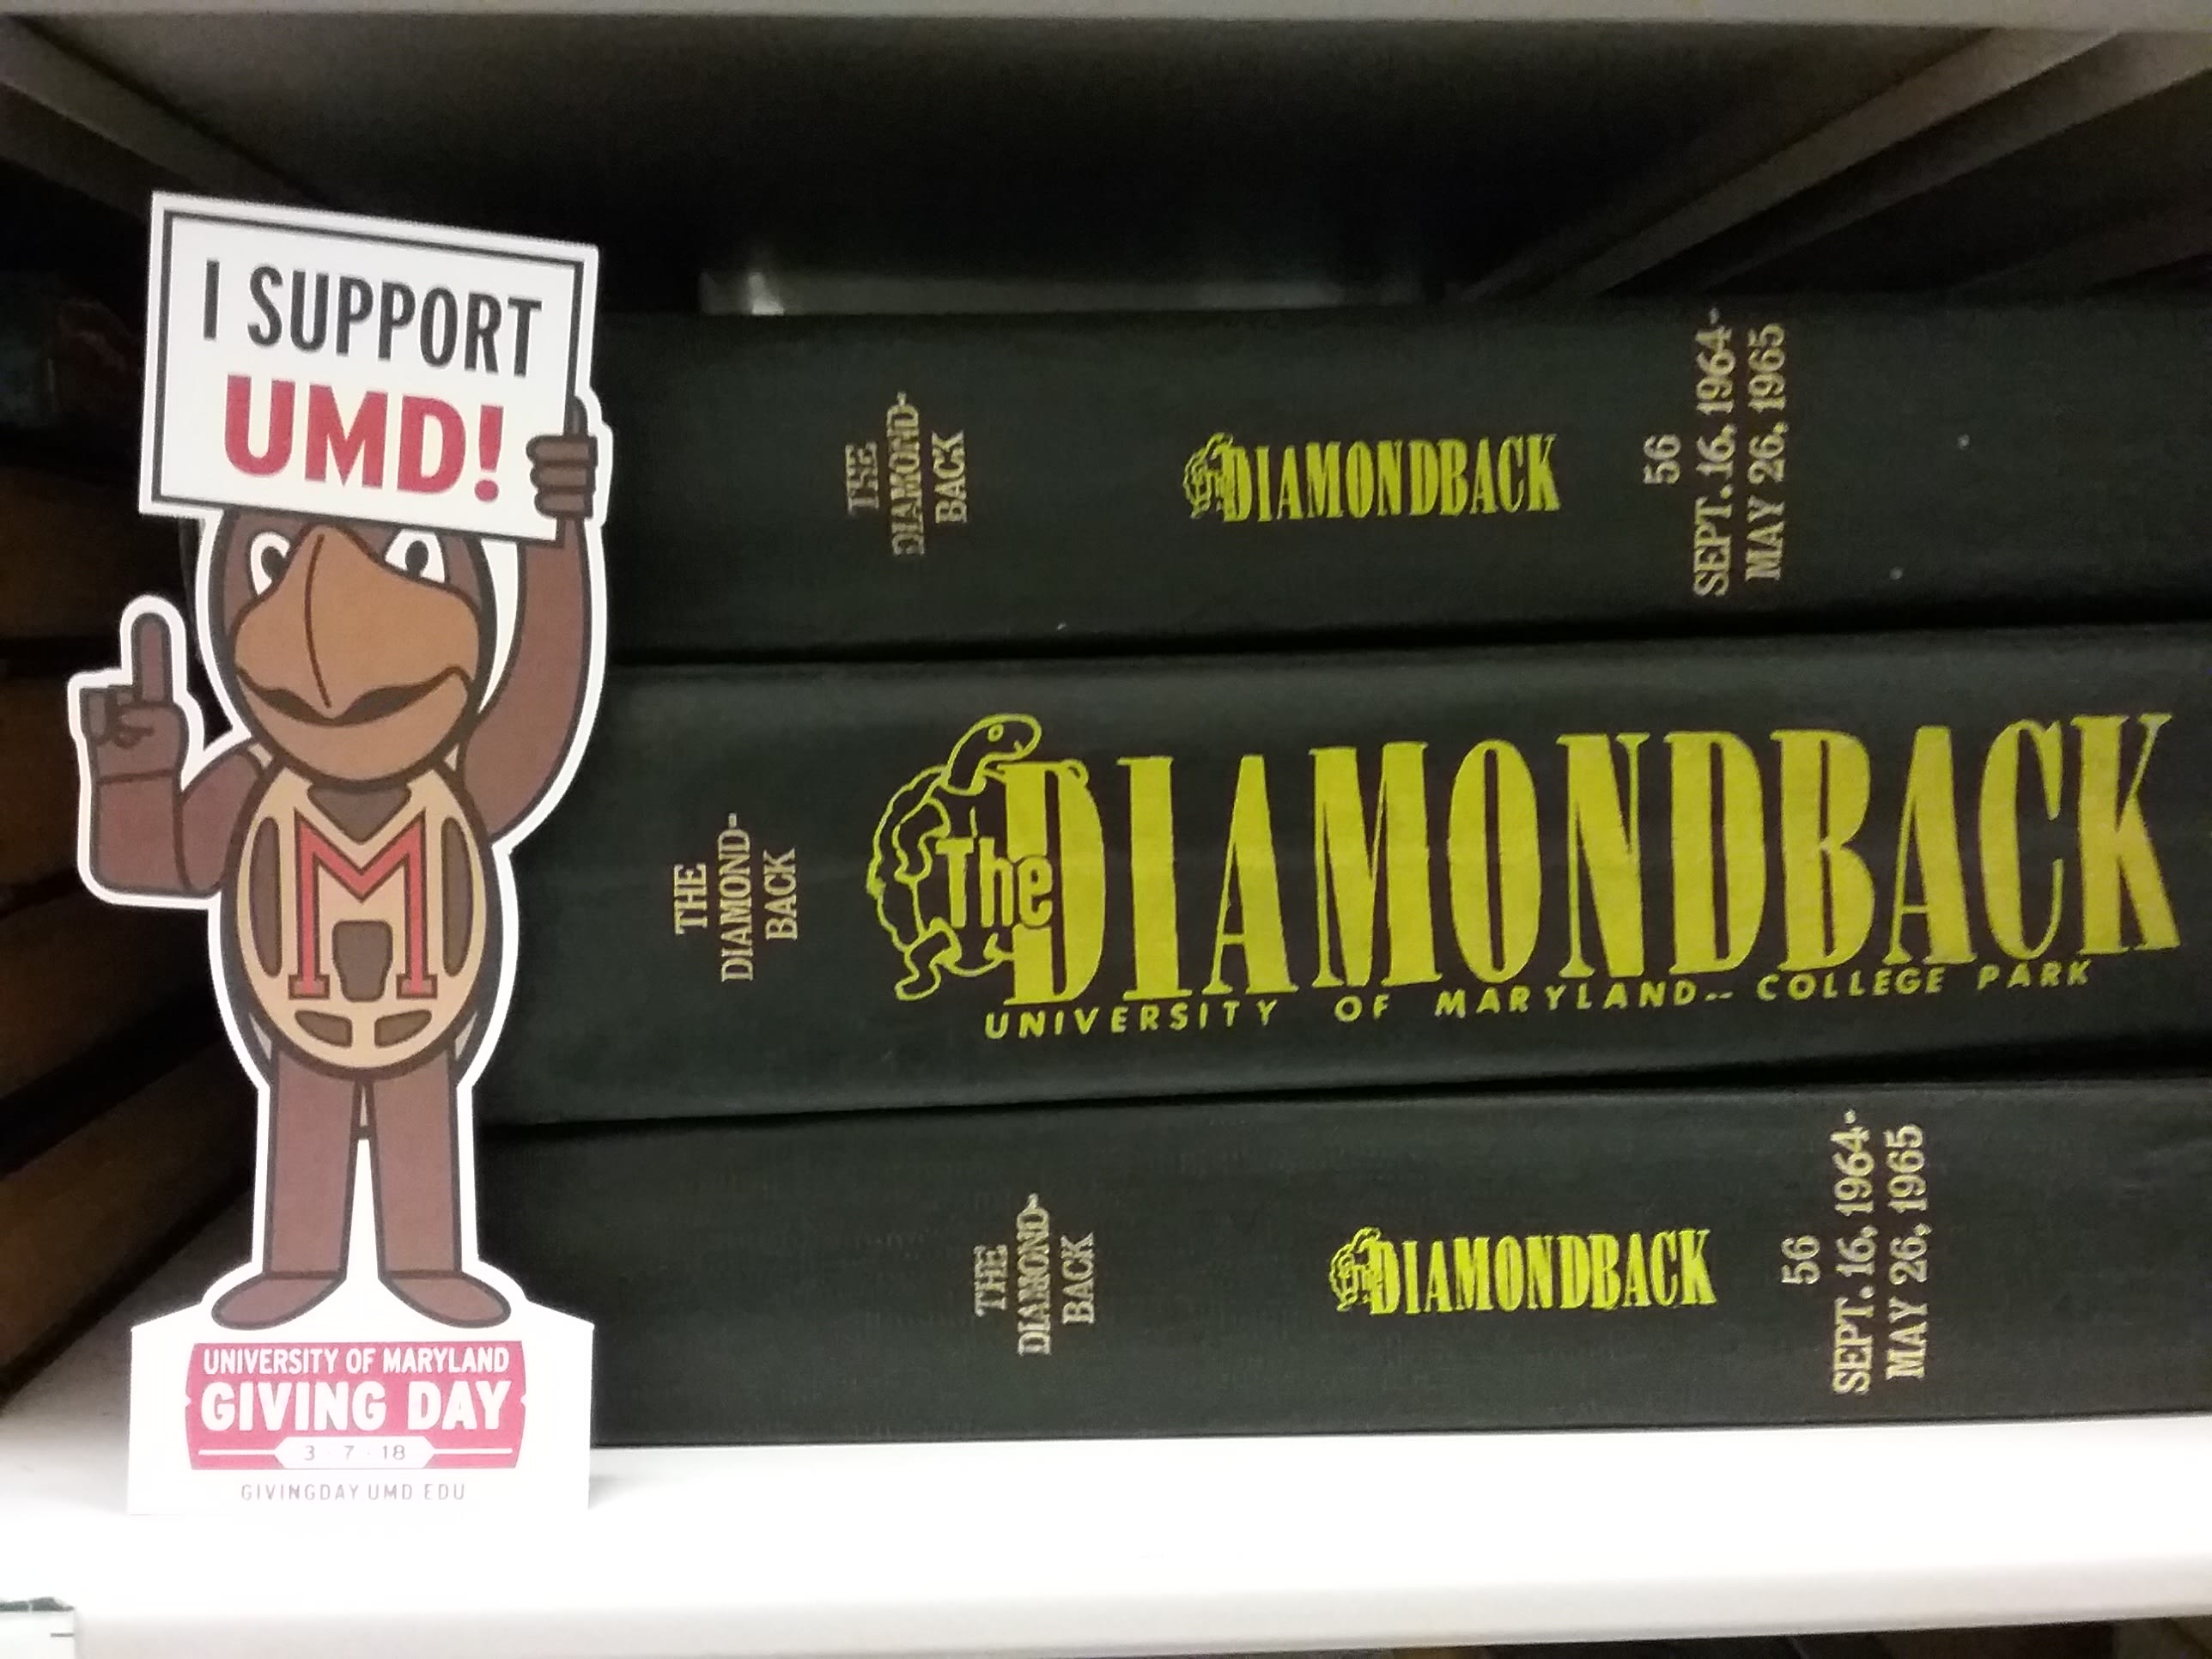 I SUPPORT
UMD!
M
UNIVERSITY OF MARYLAND
GIVING DAY
3 · 7 · 18
GIVINGDAY.UMD.EDU
THE
DIAMOND-
BACK
The DIAMONDBACK
56
SEPT. 16, 1964-
MAY 26, 1965
THE
DIAMOND-
BACK
The DIAMONDBACK
UNIVERSITY OF MARYLAND-- COLLEGE PARK
THE
DIAMOND-
BACK
The DIAMONDBACK
56
SEPT. 16, 1964-
MAY 26, 1965